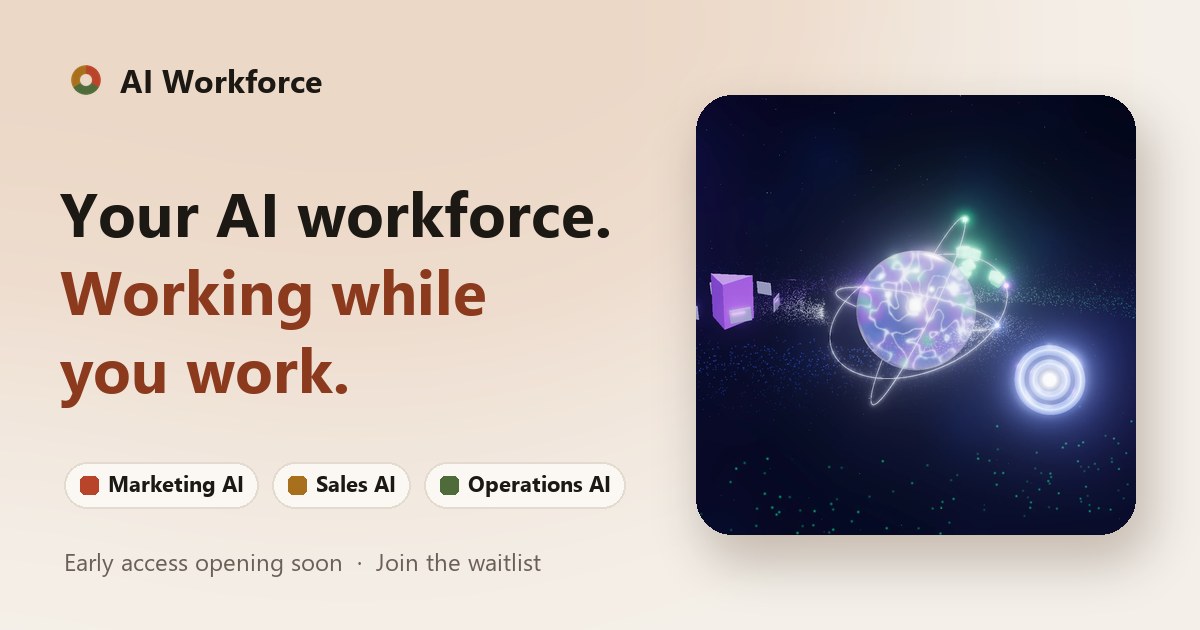 AI Workforce
Your AI workforce.
Working while
you work.
Marketing AI
Sales AI
Operations AI
Early access opening soon · Join the waitlist